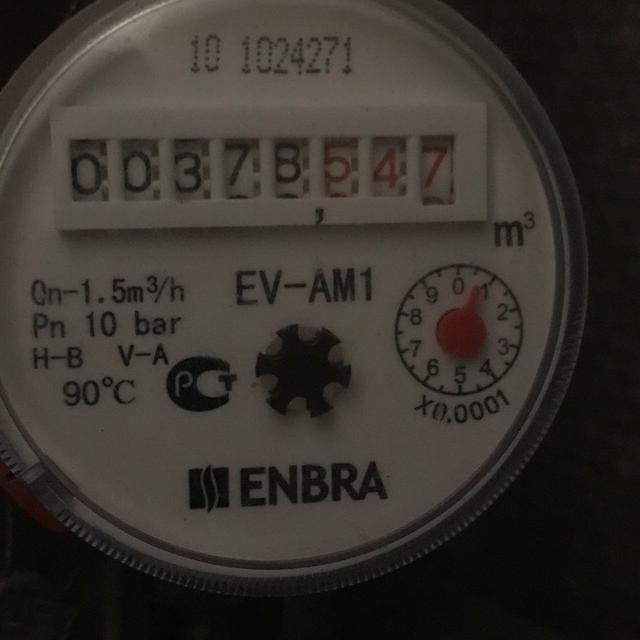 10 1024271
00378547
,
m³
Qn-1.5m³/h
EV-AM1
Pn 10 bar
H-B V-A
90°C
PCT
0 1 2 3 4 5 6 7 8 9
X0,0001
ENBRA